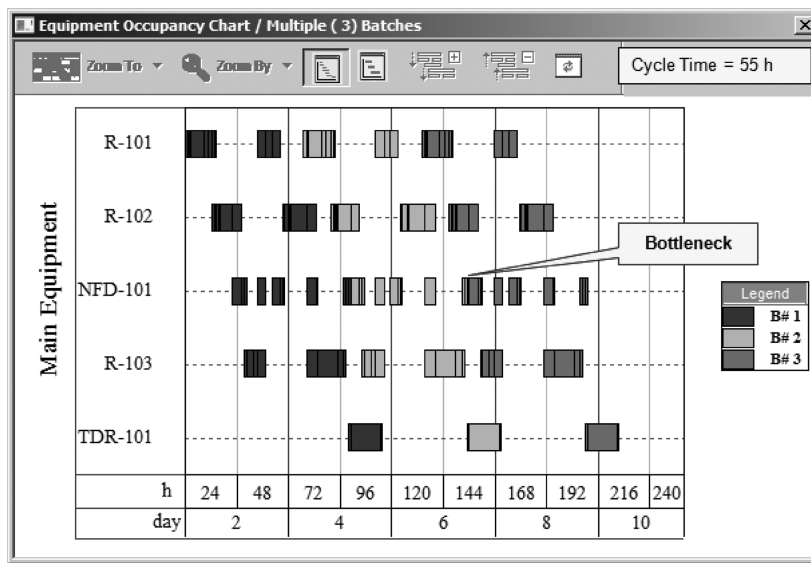 Equipment Occupancy Chart / Multiple ( 3) Batches
Zoom To
Zoom By
Cycle Time = 55 h
Main Equipment
R-101
R-102
Bottleneck
NFD-101
Legend
B# 1
B# 2
B# 3
R-103
TDR-101
h 24 48 72 96 120 144 168 192 216 240
day 2 4 6 8 10